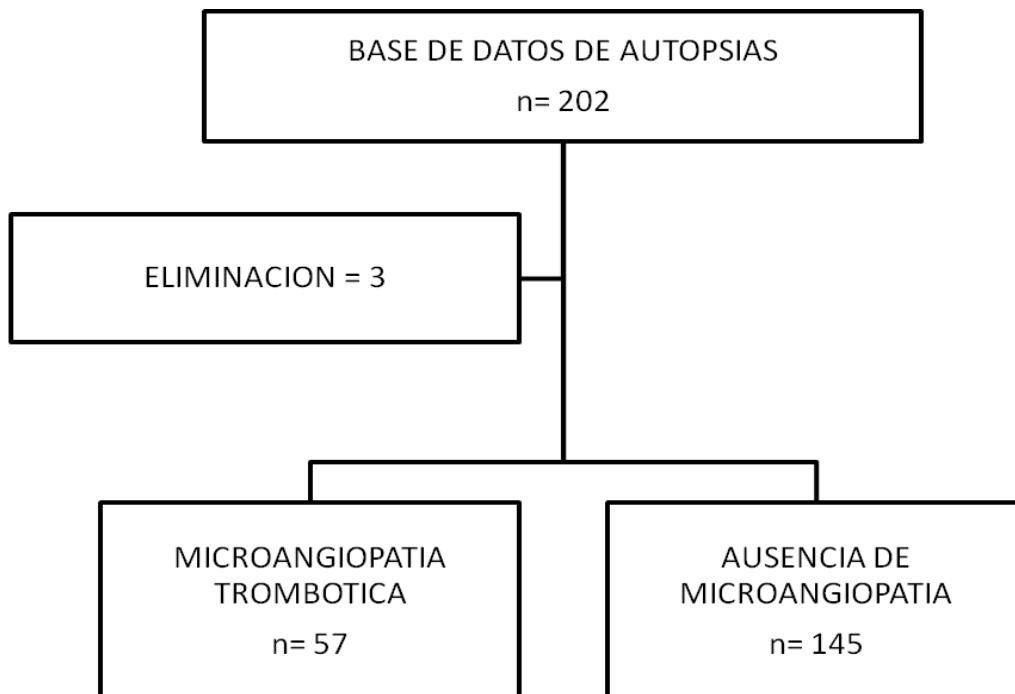 BASE DE DATOS DE AUTOPSIAS
n= 202
ELIMINACION = 3
MICROANGIOPATIA
TROMBOTICA
n= 57
AUSENCIA DE
MICROANGIOPATIA
n= 145